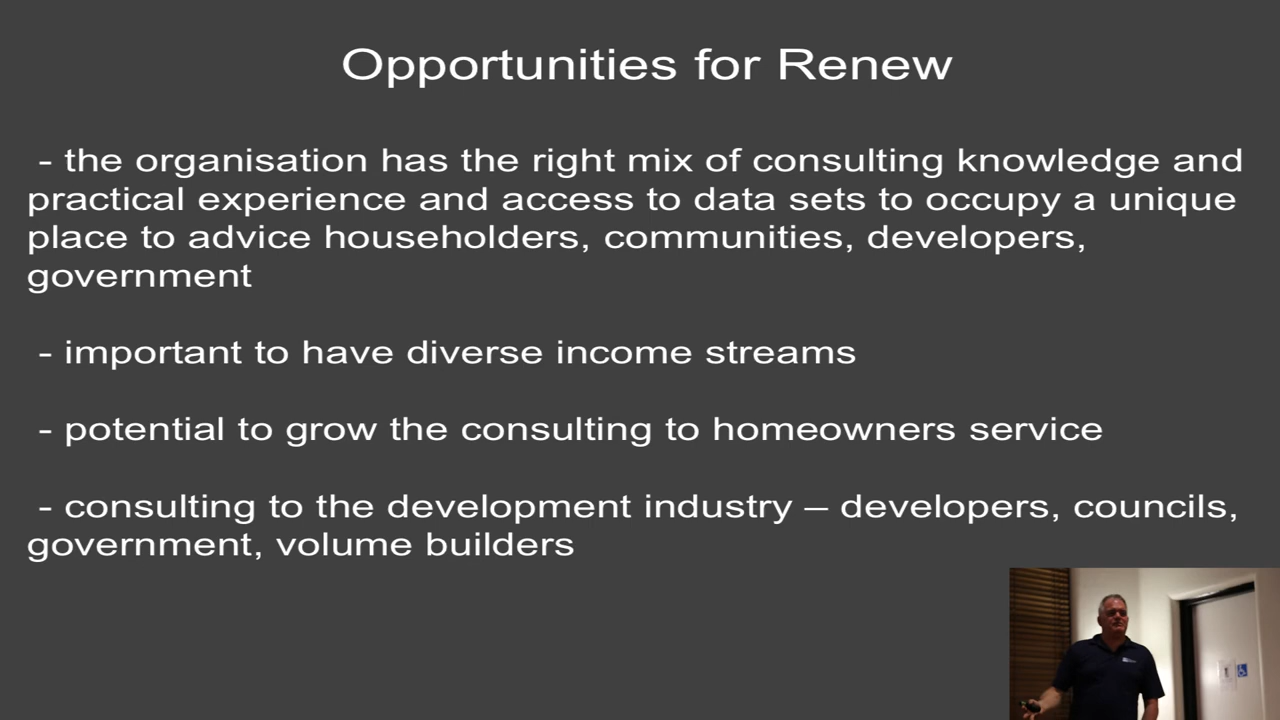 Opportunities for Renew
- the organisation has the right mix of consulting knowledge and
practical experience and access to data sets to occupy a unique
place to advice householders, communities, developers,
government
- important to have diverse income streams
- potential to grow the consulting to homeowners service
- consulting to the development industry – developers, councils,
government, volume builders